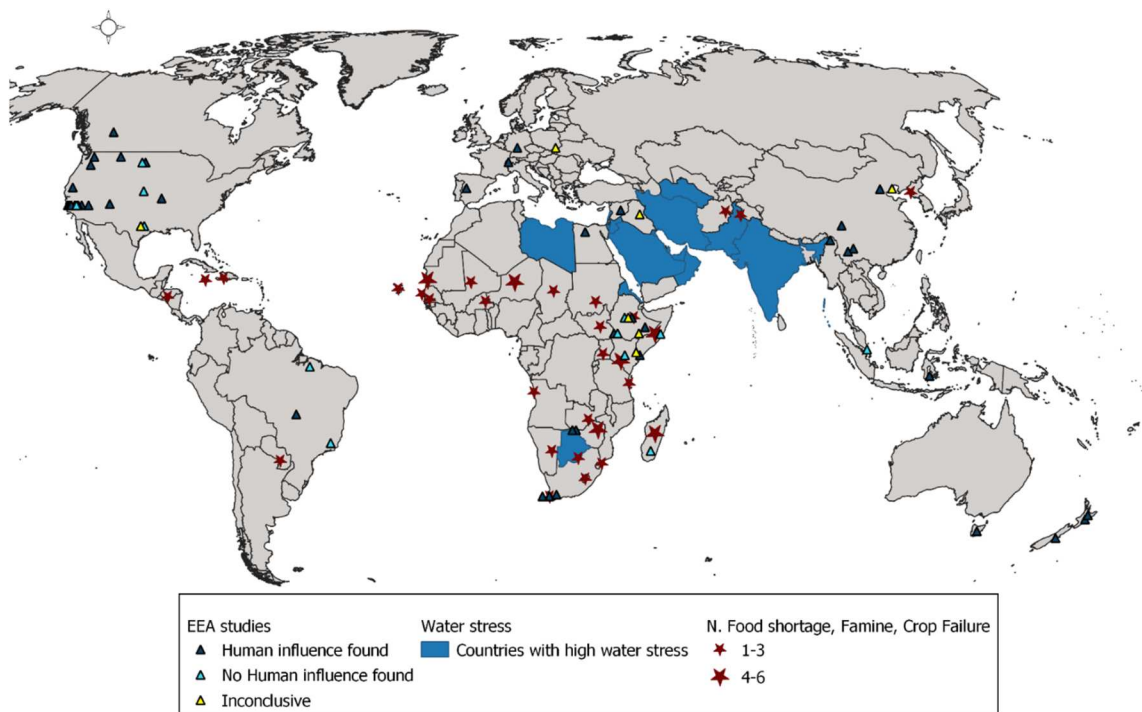 EEA studies
Human influence found
No Human influence found
Inconclusive
Water stress
Countries with high water stress
N. Food shortage, Famine, Crop Failure
1-3
4-6